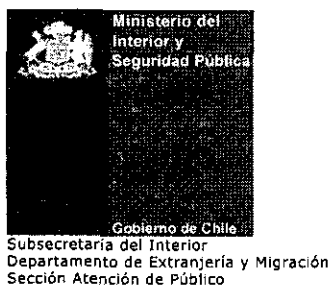 Ministerio del
Interior y
Seguridad Pública
Gobierno de Chile
Subsecretaría del Interior
Departamento de Extranjería y Migración
Sección Atención de Público